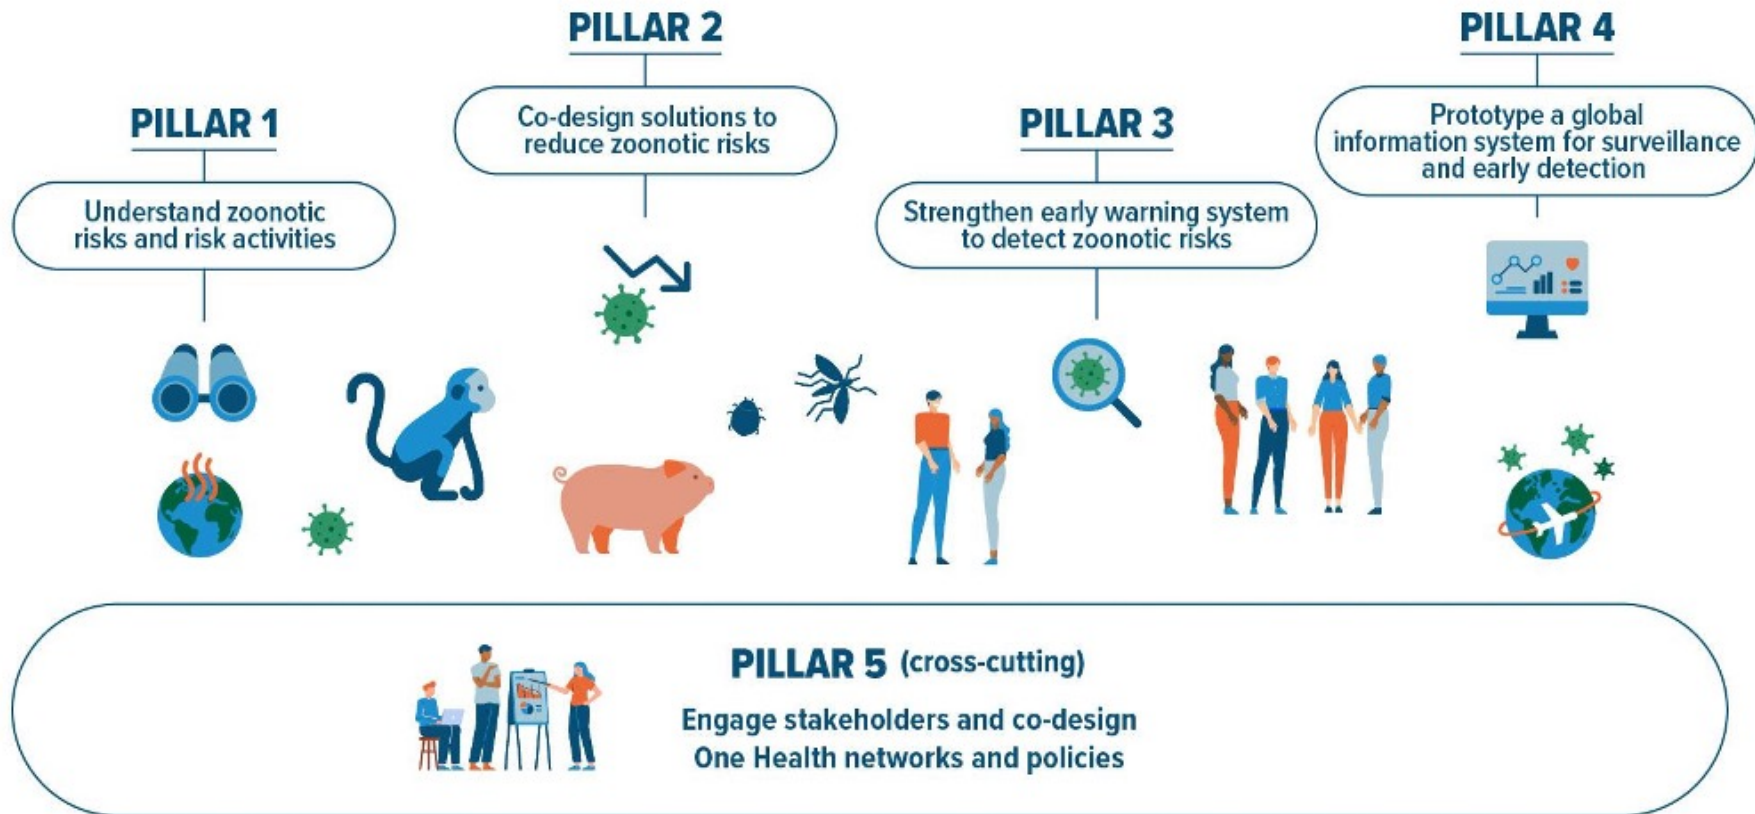 PILLAR 1
Understand zoonotic
risks and risk activities
PILLAR 2
Co-design solutions to
reduce zoonotic risks
PILLAR 3
Strengthen early warning system
to detect zoonotic risks
PILLAR 4
Prototype a global
information system for surveillance
and early detection
PILLAR 5 (cross-cutting)
Engage stakeholders and co-design
One Health networks and policies